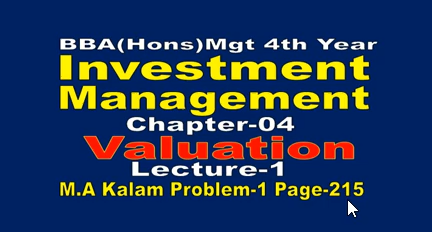 BBA(Hons)Mgt 4th Year
Investment
Management
Chapter-04
Valuation
Lecture-1
M.A Kalam Problem-1 Page-215